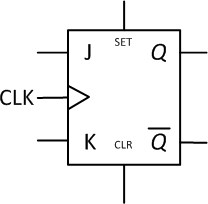 J SET Q
CLK
K CLR Q̅